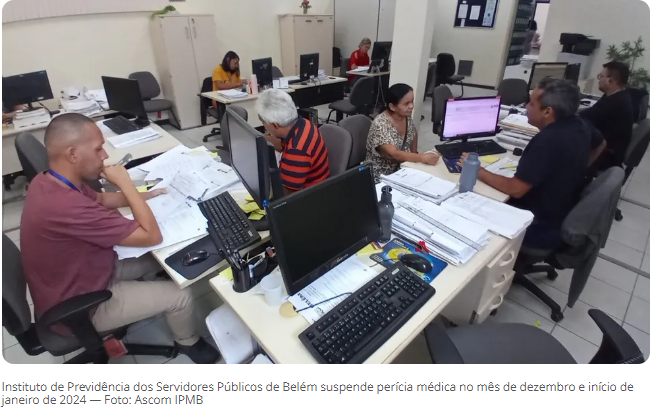 Instituto de Previdência dos Servidores Públicos de Belém suspende perícia médica no mês de dezembro e início de
janeiro de 2024 — Foto: Ascom IPMB